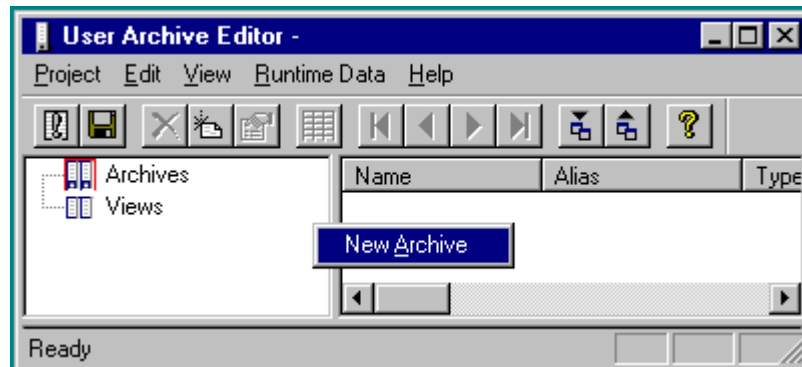 User Archive Editor -
Project Edit View Runtime Data Help
Archives
Views
Name Alias Type
New Archive
Ready